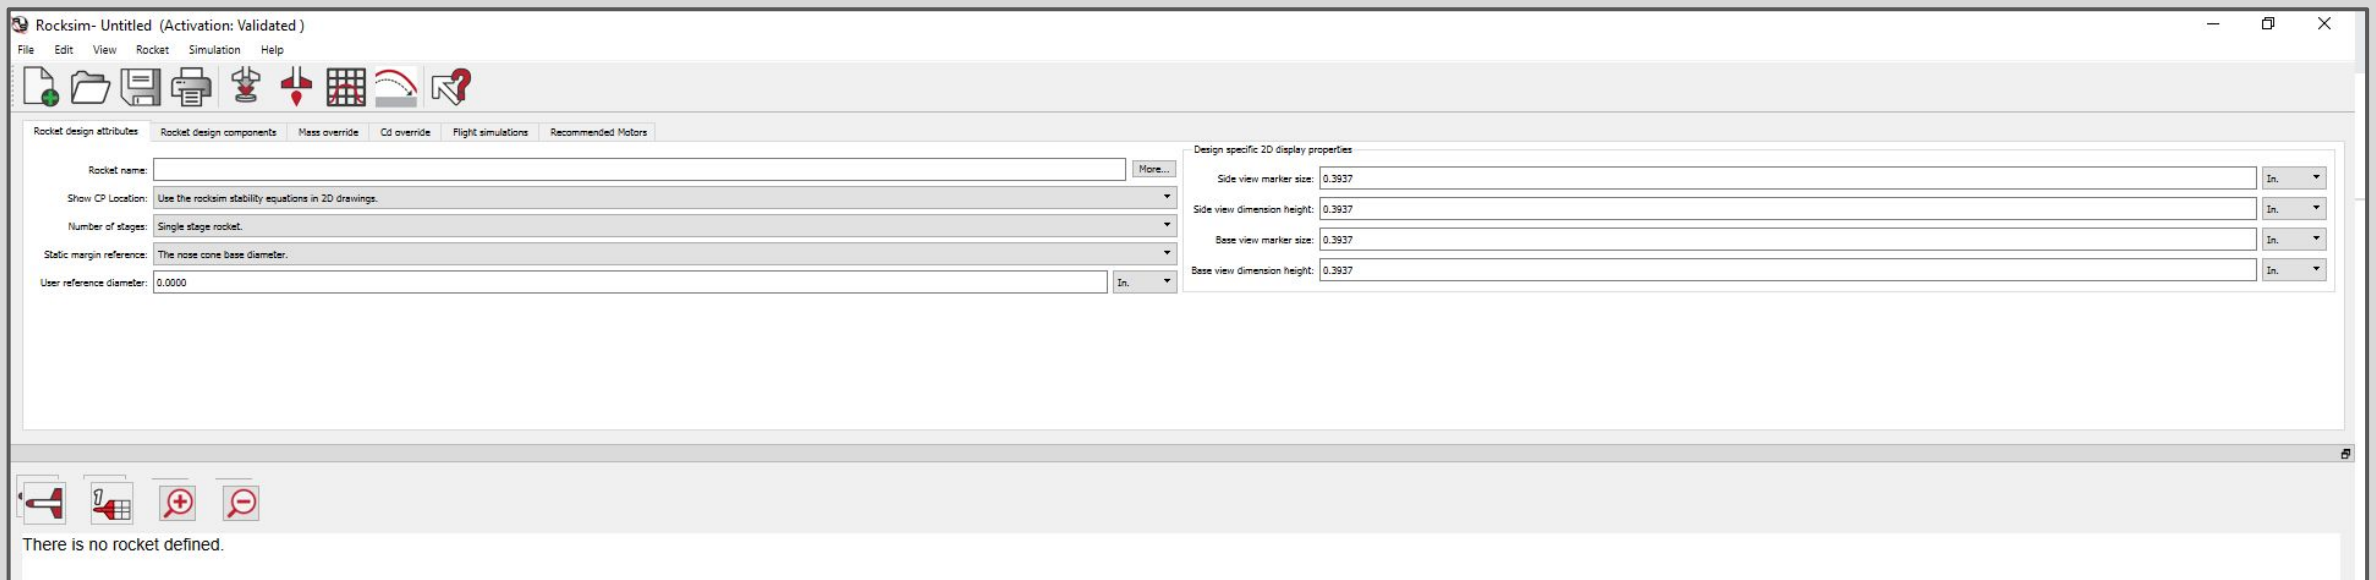 Rocksim- Untitled (Activation: Validated )
File Edit View Rocket Simulation Help
Rocket design attributes Rocket design components Mass override Cd override Flight simulations Recommended Motors
Rocket name: More...
Show CP Location: Use the rocksim stability equations in 2D drawings.
Number of stages: Single stage rocket.
Static margin reference: The nose cone base diameter.
User reference diameter: 0.0000 In.
Design specific 2D display properties
Side view marker size: 0.3937 In.
Side view dimension height: 0.3937 In.
Base view marker size: 0.3937 In.
Base view dimension height: 0.3937 In.
1
There is no rocket defined.